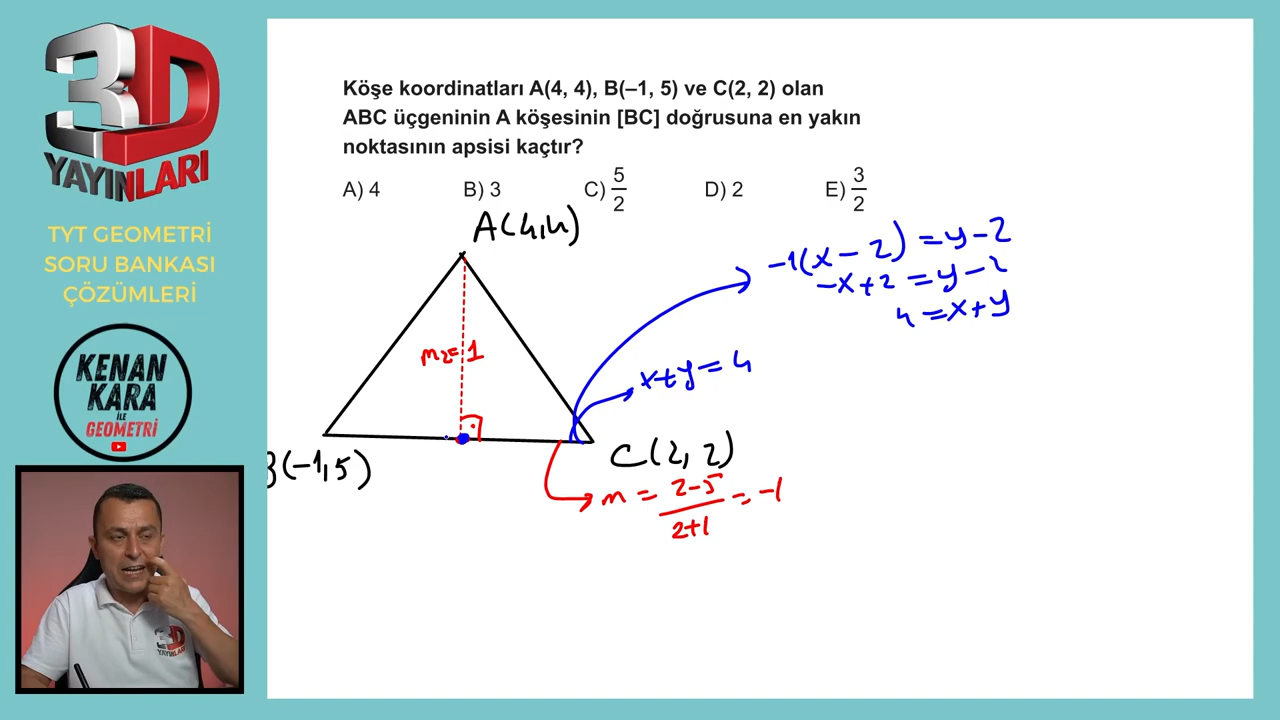 3D
YAYINLARI
TYT GEOMETRİ
SORU BANKASI
ÇÖZÜMLERİ
KENAN
KARA
İLE
GEOMETRİ
Köşe koordinatları A(4, 4), B(–1, 5) ve C(2, 2) olan
ABC üçgeninin A köşesinin [BC] doğrusuna en yakın
noktasının apsisi kaçtır?
A) 4 B) 3 C) 5/2 D) 2 E) 3/2
A(4,4)
-1(x-2) = y-2
-x+2 = y-2
4 = x+y
m2=1
x+y=4
C(2, 2)
B(-1,5)
m = 2-5/2+1 = -1
3D
YAYINLARI